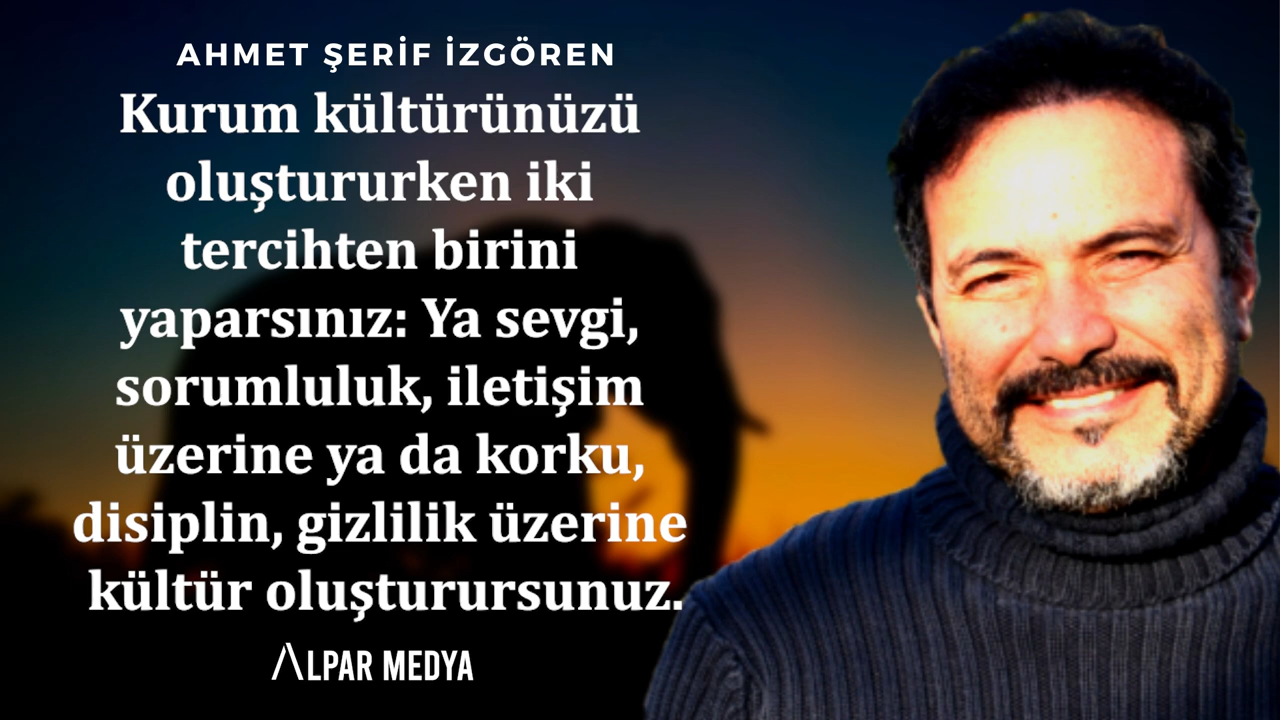 AHMET ŞERİF İZGÖREN
Kurum kültürünüzü
oluştururken iki
tercihten birini
yaparsınız: Ya sevgi,
sorumluluk, iletişim
üzerine ya da korku,
disiplin, gizlilik üzerine
kültür oluşturursunuz.
ALPAR MEDYA